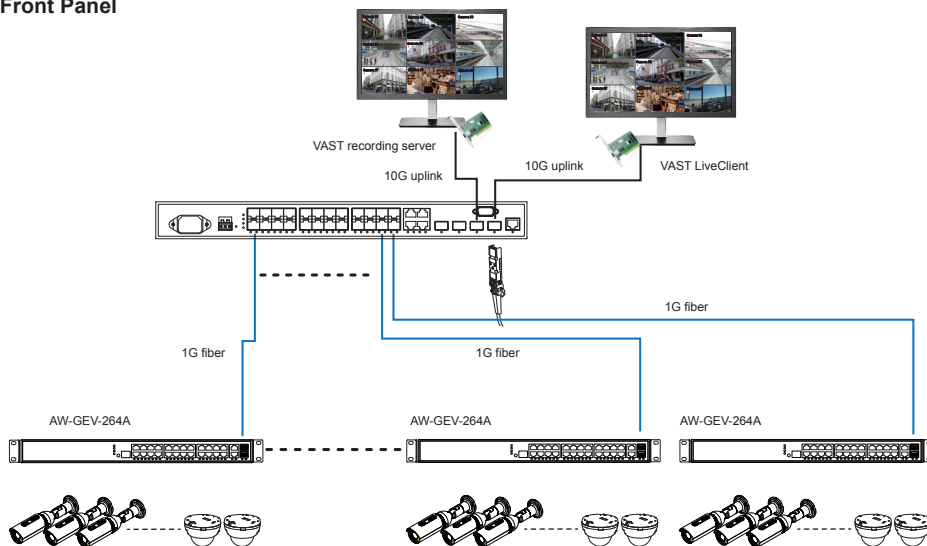 Front Panel
VAST recording server
VAST LiveClient
10G uplink
10G uplink
1G fiber
1G fiber
1G fiber
AW-GEV-264A
AW-GEV-264A
AW-GEV-264A